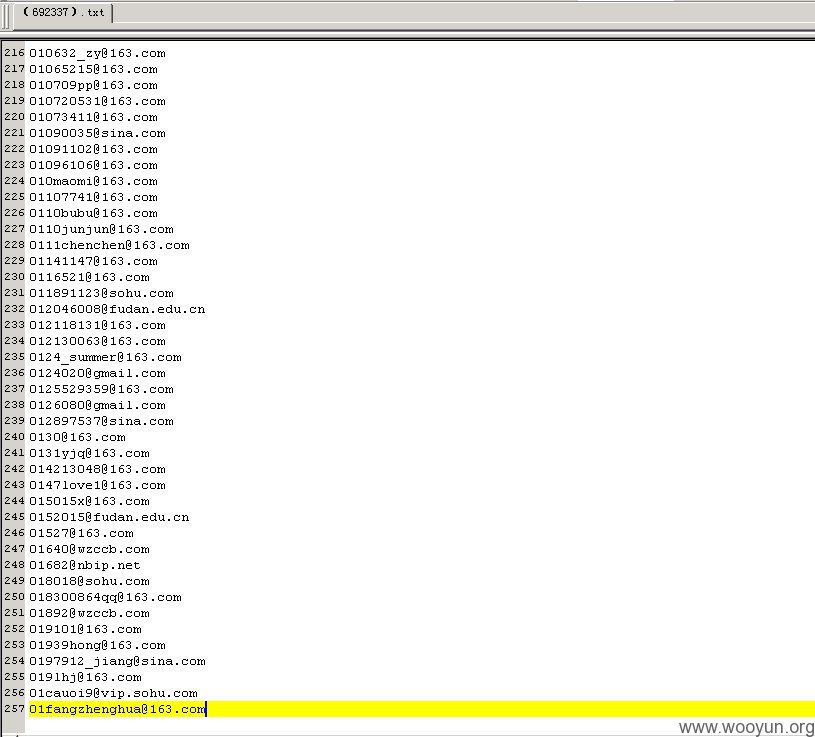 （692337）.txt
216 010632_zy@163.com
217 01065215@163.com
218 010709pp@163.com
219 010720531@163.com
220 01073411@163.com
221 01090035@sina.com
222 01091102@163.com
223 01096106@163.com
224 010maomi@163.com
225 01107741@163.com
226 0110bubu@163.com
227 0110junjun@163.com
228 0111chenchen@163.com
229 01141147@163.com
230 0116521@163.com
231 011891123@sohu.com
232 012046008@fudan.edu.cn
233 012118131@163.com
234 012130063@163.com
235 0124_summer@163.com
236 0124020@gmail.com
237 0125529359@163.com
238 0126080@gmail.com
239 012897537@sina.com
240 0130@163.com
241 0131yjq@163.com
242 014213048@163.com
243 0147love1@163.com
244 015015x@163.com
245 0152015@fudan.edu.cn
246 01527@163.com
247 01640@wzccb.com
248 01682@nbip.net
249 018018@sohu.com
250 018300864qq@163.com
251 01892@wzccb.com
252 019101@163.com
253 01939hong@163.com
254 0197912_jiang@sina.com
255 0191hj@163.com
256 01cauoi9@vip.sohu.com
257 01fangzhenghua@163.com
www.wooyun.org